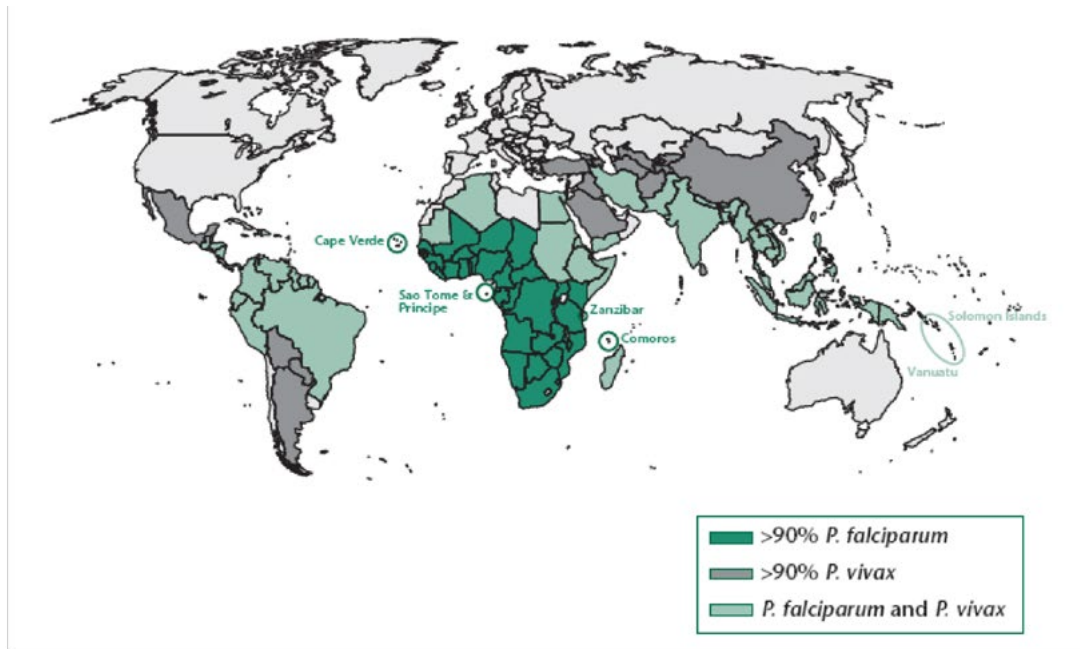 Cape Verde
Sao Tome &
Principe
Zanzibar
Comoros
Solomon Islands
Vanuatu
>90% P. falciparum
>90% P. vivax
P. falciparum and P. vivax